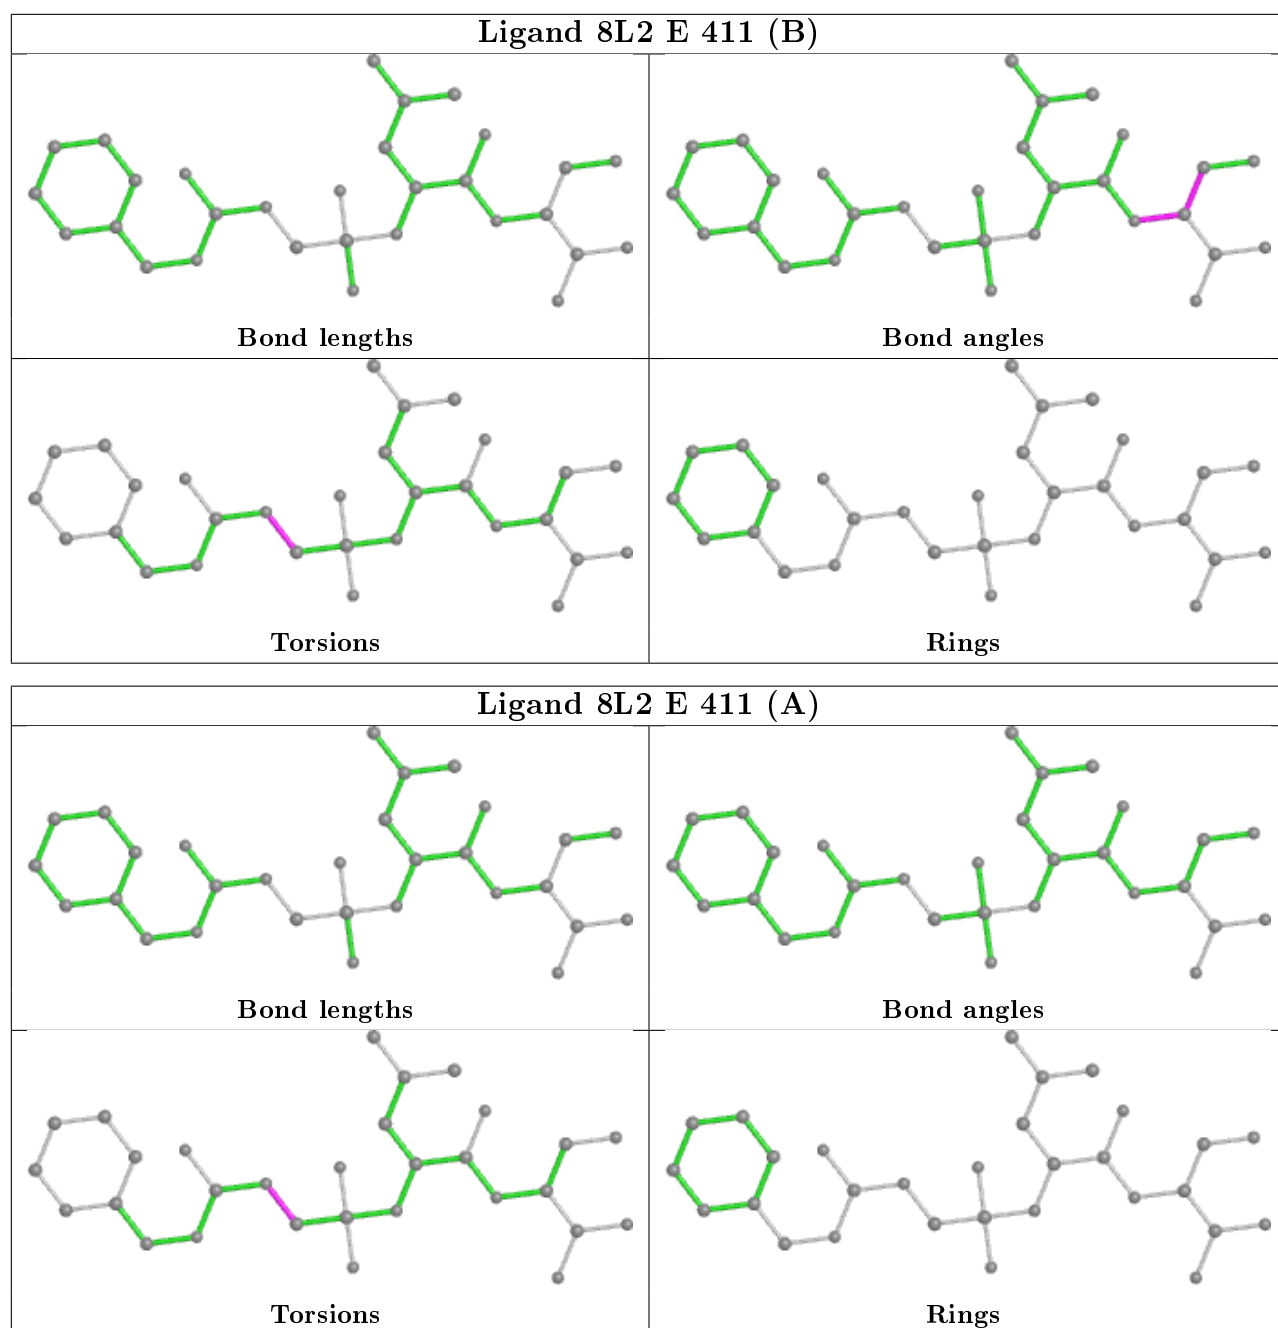 Ligand 8L2 E 411 (B)
Bond lengths
Bond angles
Torsions
Rings
Ligand 8L2 E 411 (A)
Bond lengths
Bond angles
Torsions
Rings